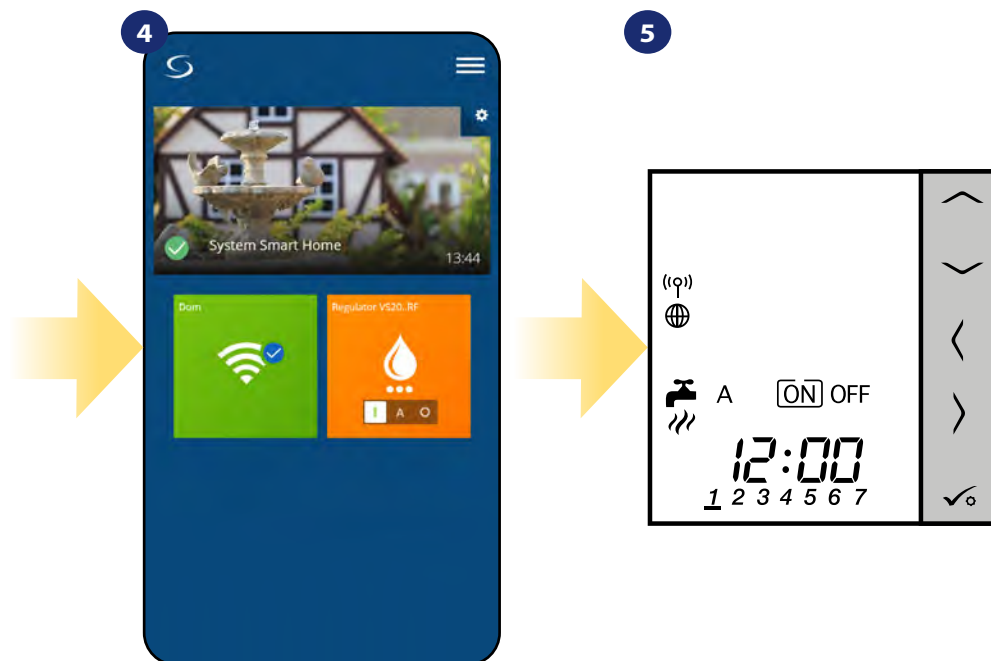 4
System Smart Home
13:44
Dom
Regulator VS20..RF
I A O
5
A ON OFF
12:00
1 2 3 4 5 6 7